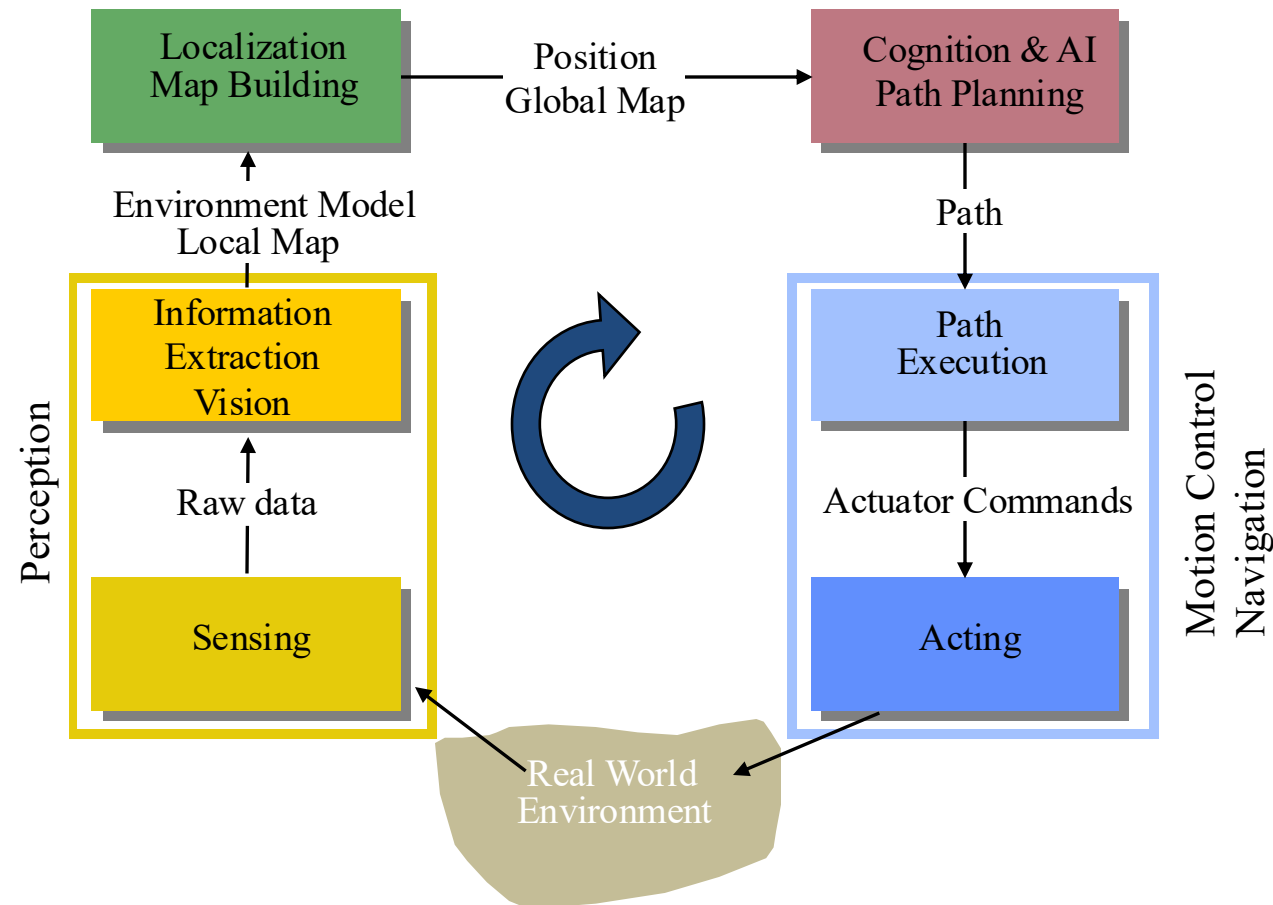 Localization
Map Building
Position
Global Map
Cognition & AI
Path Planning
Environment Model
Local Map
Path
Information
Extraction
Vision
Path
Execution
Perception
Raw data
Actuator Commands
Motion Control
Navigation
Sensing
Acting
Real World
Environment